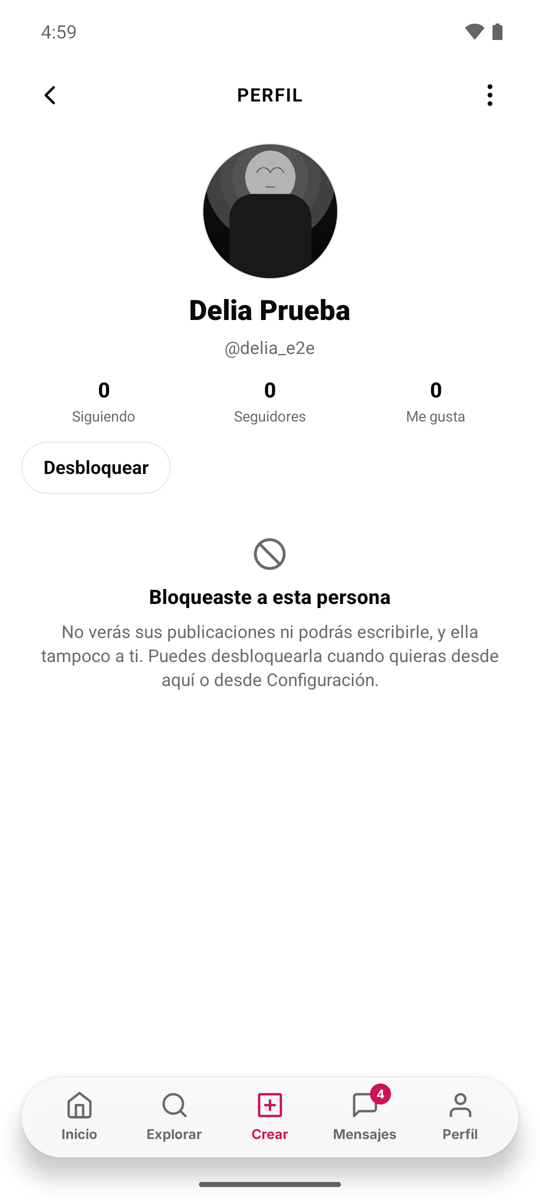 4:59
PERFIL
Delia Prueba
@delia_e2e
0 0 0
Siguiendo Seguidores Me gusta
Desbloquear
Bloqueaste a esta persona
No verás sus publicaciones ni podrás escribirle, y ella
tampoco a ti. Puedes desbloquearla cuando quieras desde
aquí o desde Configuración.
4
Inicio Explorar Crear Mensajes Perfil